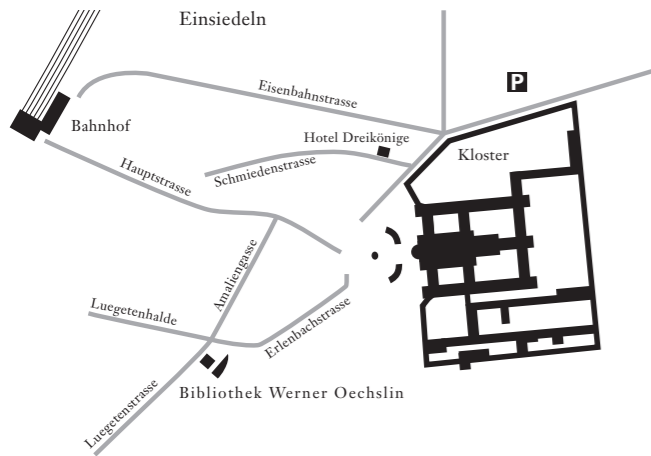 Einsiedeln
P
Eisenbahnstrasse
Bahnhof
Hotel Dreikönige
Kloster
Hauptstrasse
Schmiedenstrasse
Amaliengasse
Luegetenhalde
Erlenbachstrasse
Bibliothek Werner Oechslin
Luegetenstrasse